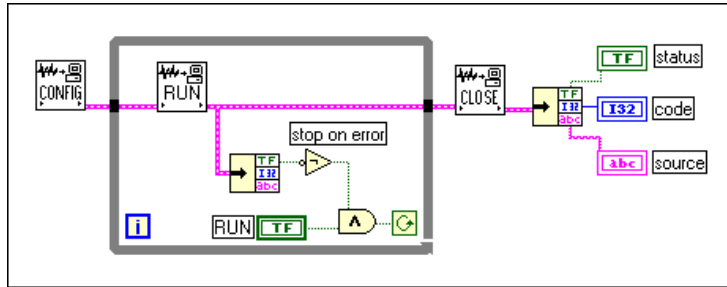 CONFIG
RUN
stop on error
TF
I32
abc
i
RUN
TF
CLOSE
TF
I32
abc
TF
status
I32
code
abc
source